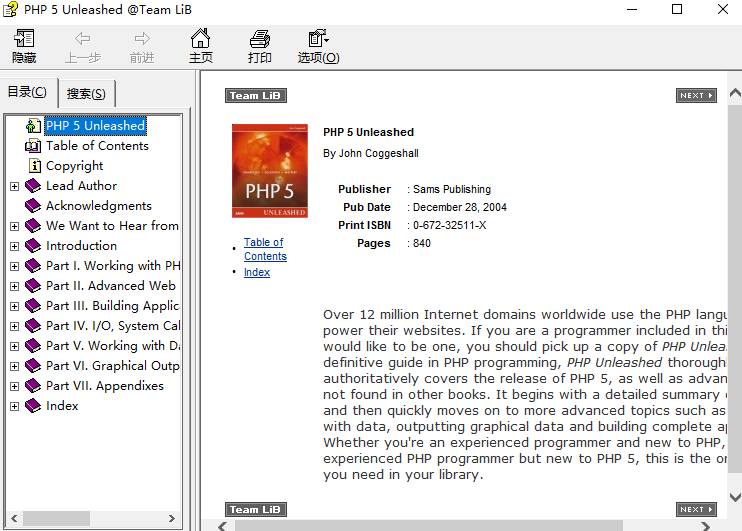 PHP 5 Unleashed @Team LiB
隐藏
上一步
前进
主页
打印
选项(O)
目录(C)
搜索(S)
PHP 5 Unleashed
Table of Contents
Copyright
Lead Author
Acknowledgments
We Want to Hear from
Introduction
Part I. Working with PH
Part II. Advanced Web
Part III. Building Applica
Part IV. I/O, System Cal
Part V. Working with Da
Part VI. Graphical Outp
Part VII. Appendixes
Index
Team LiB
NEXT
PHP 5
UNLEASHED
PHP 5 Unleashed
By John Coggeshall
Publisher : Sams Publishing
Pub Date : December 28, 2004
Print ISBN : 0-672-32511-X
Pages : 840
Table of
Contents
Index
Over 12 million Internet domains worldwide use the PHP langu
power their websites. If you are a programmer included in thi
would like to be one, you should pick up a copy of PHP Unlea
definitive guide in PHP programming, PHP Unleashed thorough
authoritatively covers the release of PHP 5, as well as advan
not found in other books. It begins with a detailed summary
and then quickly moves on to more advanced topics such as
with data, outputting graphical data and building complete ap
Whether you're an experienced programmer and new to PHP,
experienced PHP programmer but new to PHP 5, this is the or
you need in your library.
Team LiB
NEXT